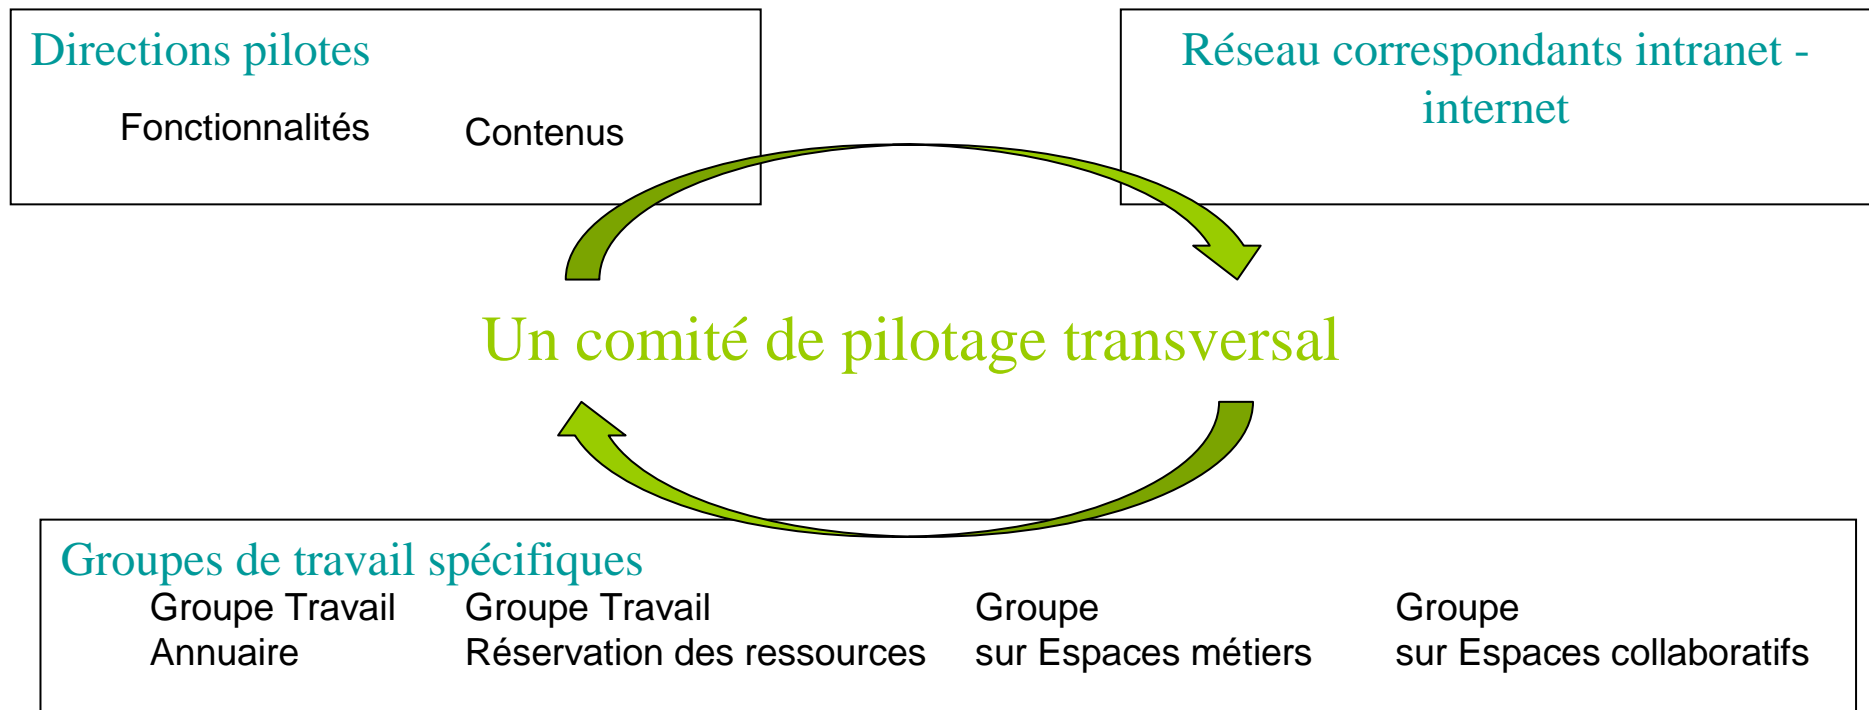 Directions pilotes
Fonctionnalités
Contenus
Réseau correspondants intranet -
internet
Un comité de pilotage transversal
Groupes de travail spécifiques
Groupe Travail
Annuaire
Groupe Travail
Réservation des ressources
Groupe
sur Espaces métiers
Groupe
sur Espaces collaboratifs